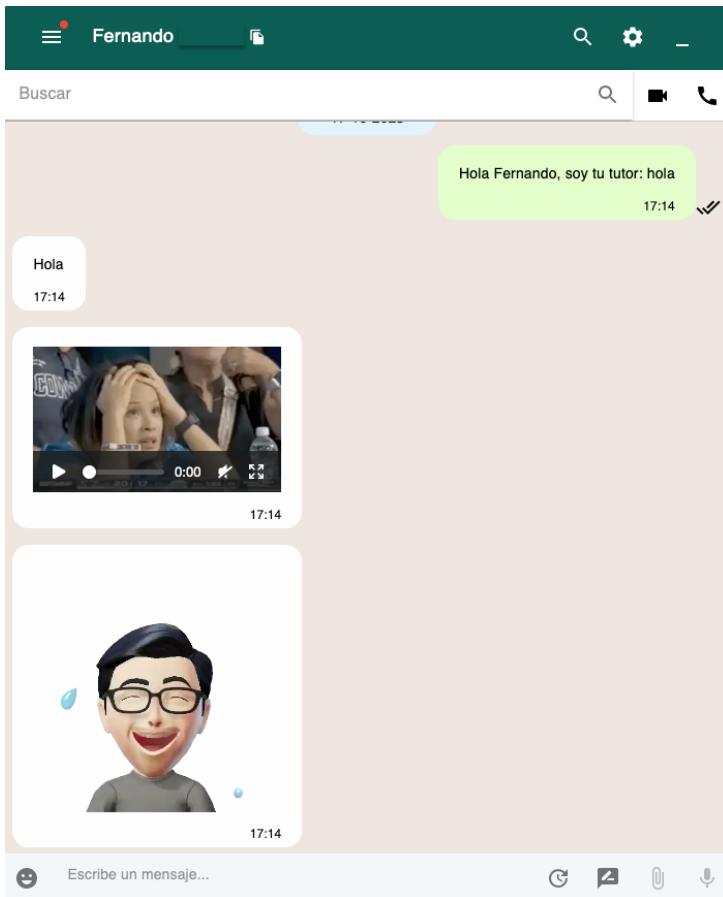 Fernando
Buscar
Hola Fernando, soy tu tutor: hola
17:14
Hola
17:14
0:00
17:14
17:14
Escribe un mensaje...